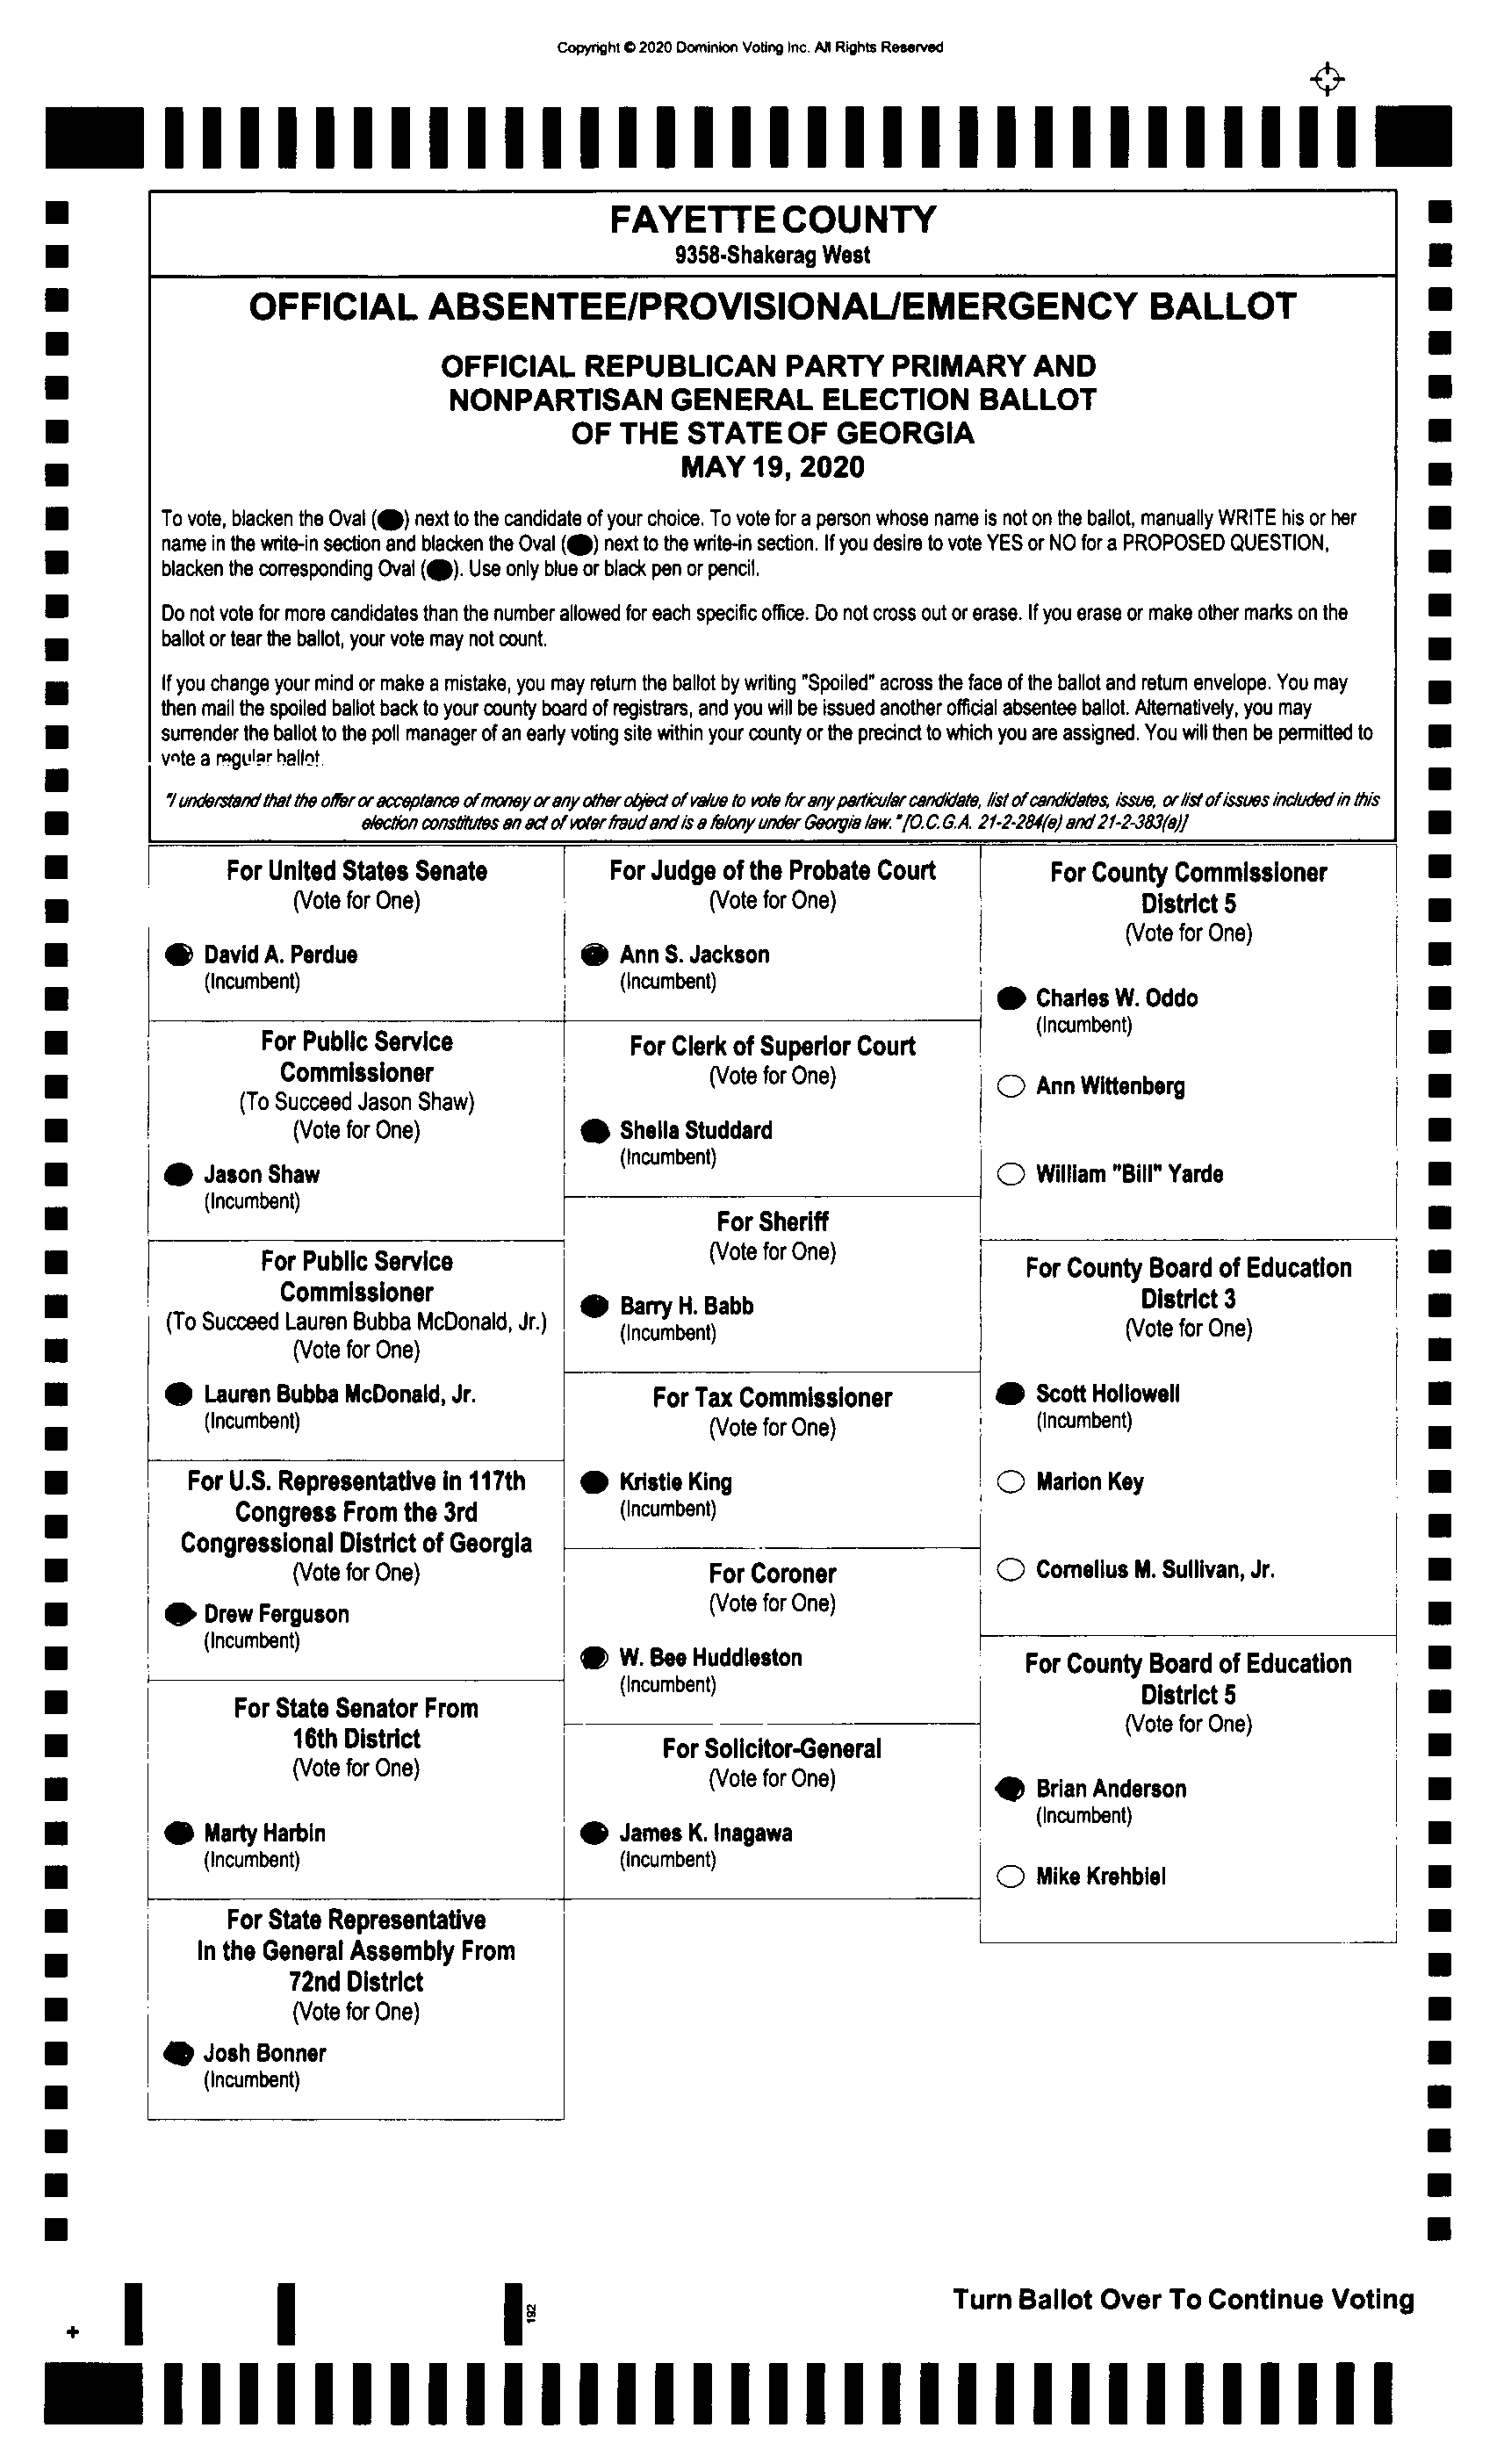 Copyright © 2020 Dominion Voting Inc. All Rights Reserved
FAYETTE COUNTY
9358-Shakerag West
OFFICIAL ABSENTEE/PROVISIONAL/EMERGENCY BALLOT
OFFICIAL REPUBLICAN PARTY PRIMARY AND
NONPARTISAN GENERAL ELECTION BALLOT
OF THE STATE OF GEORGIA
MAY 19, 2020
To vote, blacken the Oval (●) next to the candidate of your choice. To vote for a person whose name is not on the ballot, manually WRITE his or her
name in the write-in section and blacken the Oval (●) next to the write-in section. If you desire to vote YES or NO for a PROPOSED QUESTION,
blacken the corresponding Oval (●). Use only blue or black pen or pencil.
Do not vote for more candidates than the number allowed for each specific office. Do not cross out or erase. If you erase or make other marks on the
ballot or tear the ballot, your vote may not count.
If you change your mind or make a mistake, you may return the ballot by writing "Spoiled" across the face of the ballot and return envelope. You may
then mail the spoiled ballot back to your county board of registrars, and you will be issued another official absentee ballot. Alternatively, you may
surrender the ballot to the poll manager of an early voting site within your county or the precinct to which you are assigned. You will then be permitted to
vote a regular ballot.
"I understand that the offer or acceptance of money or any other object of value to vote for any particular candidate, list of candidates, issue, or list of issues included in this
election constitutes an act of voter fraud and is a felony under Georgia law." [O.C.G.A. 21-2-284(e) and 21-2-383(a)]
For United States Senate
(Vote for One)
David A. Perdue
(Incumbent)
For Public Service
Commissioner
(To Succeed Jason Shaw)
(Vote for One)
Jason Shaw
(Incumbent)
For Public Service
Commissioner
(To Succeed Lauren Bubba McDonald, Jr.)
(Vote for One)
Lauren Bubba McDonald, Jr.
(Incumbent)
For U.S. Representative in 117th
Congress From the 3rd
Congressional District of Georgia
(Vote for One)
Drew Ferguson
(Incumbent)
For State Senator From
16th District
(Vote for One)
Marty Harbin
(Incumbent)
For State Representative
In the General Assembly From
72nd District
(Vote for One)
Josh Bonner
(Incumbent)
For Judge of the Probate Court
(Vote for One)
Ann S. Jackson
(Incumbent)
For Clerk of Superior Court
(Vote for One)
Sheila Studdard
(Incumbent)
For Sheriff
(Vote for One)
Barry H. Babb
(Incumbent)
For Tax Commissioner
(Vote for One)
Kristie King
(Incumbent)
For Coroner
(Vote for One)
W. Bee Huddleston
(Incumbent)
For Solicitor-General
(Vote for One)
James K. Inagawa
(Incumbent)
For County Commissioner
District 5
(Vote for One)
Charles W. Oddo
(Incumbent)
Ann Wittenberg
William "Bill" Yarde
For County Board of Education
District 3
(Vote for One)
Scott Hollowell
(Incumbent)
Marion Key
Cornelius M. Sullivan, Jr.
For County Board of Education
District 5
(Vote for One)
Brian Anderson
(Incumbent)
Mike Krehbiel
Turn Ballot Over To Continue Voting
192